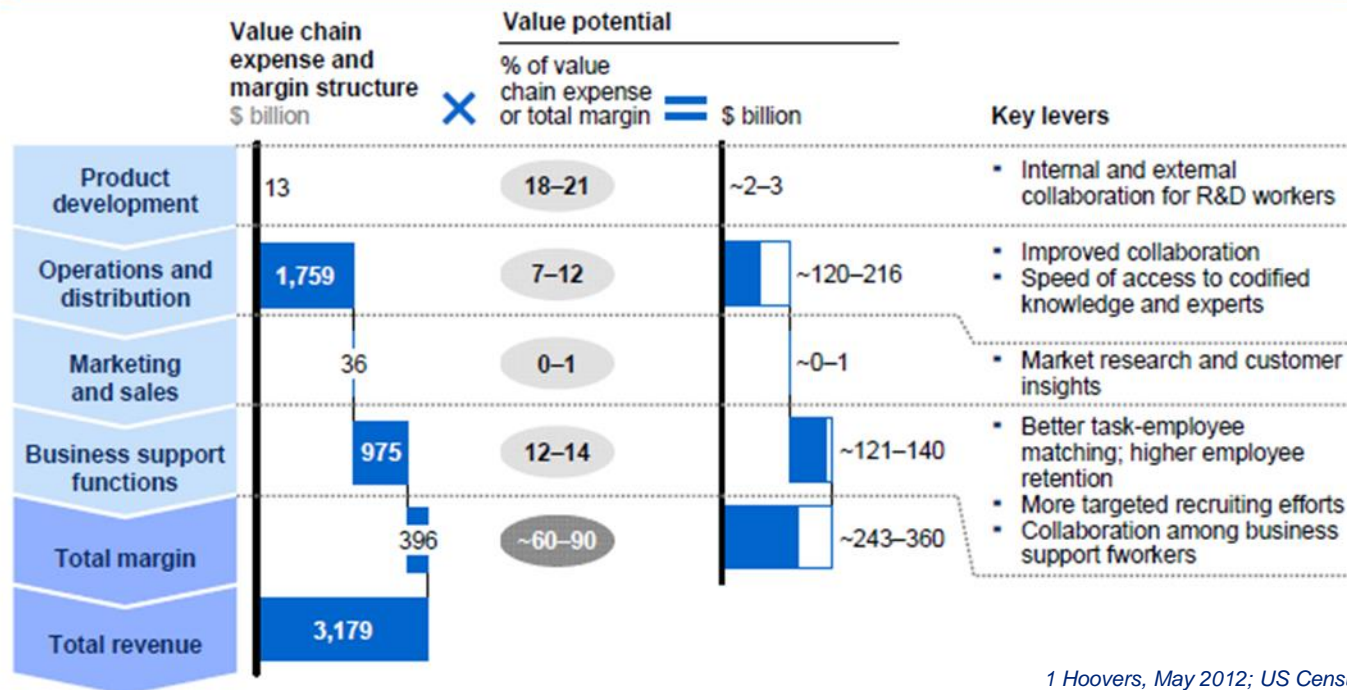 Value chain
expense and
margin structure
$ billion
Value potential
% of value
chain expense
or total margin
$ billion
Key levers
Product
development
13
18–21
~2–3
▪ Internal and external
collaboration for R&D workers
Operations and
distribution
1,759
7–12
~120–216
▪ Improved collaboration
▪ Speed of access to codified
knowledge and experts
Marketing
and sales
36
0–1
~0–1
▪ Market research and customer
insights
Business support
functions
975
12–14
~121–140
▪ Better task-employee
matching; higher employee
retention
▪ More targeted recruiting efforts
▪ Collaboration among business
support fworkers
Total margin
396
~60–90
~243–360
Total revenue
3,179
1 Hoovers, May 2012; US Cens